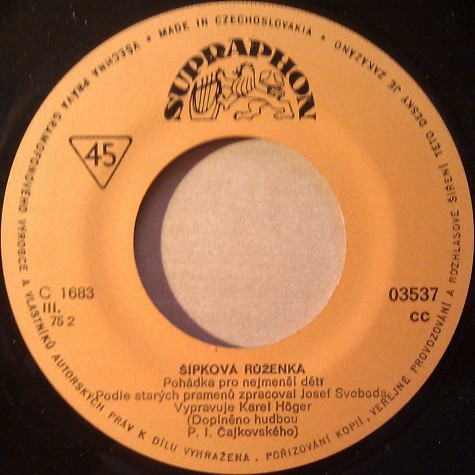 VŠECHNA PRÁVA GRAMOFONOVÉHO VÝROBCE A VLASTNÍKŮ AUTORSKÝCH PRÁV K DÍLU VYHRAŽENA. POŘIZOVÁNÍ KOPIÍ, VEŘEJNÉ PROVOZOVÁNÍ A ROZHLASOVÉ ŠÍŘENÍ TÉTO DESKY JE ZAKÁZÁNO • MADE IN CZECHOSLOVAKIA •
SUPRAPHON
45
C 1683
III.
75 2
03537
cc
ŠÍPKOVÁ RŮŽENKA
Pohádka pro nejmenší děti
Podle starých pramenů zpracoval Josef Svoboda
Vypravuje Karel Höger
(Doplněno hudbou
P. I. Čajkovského)